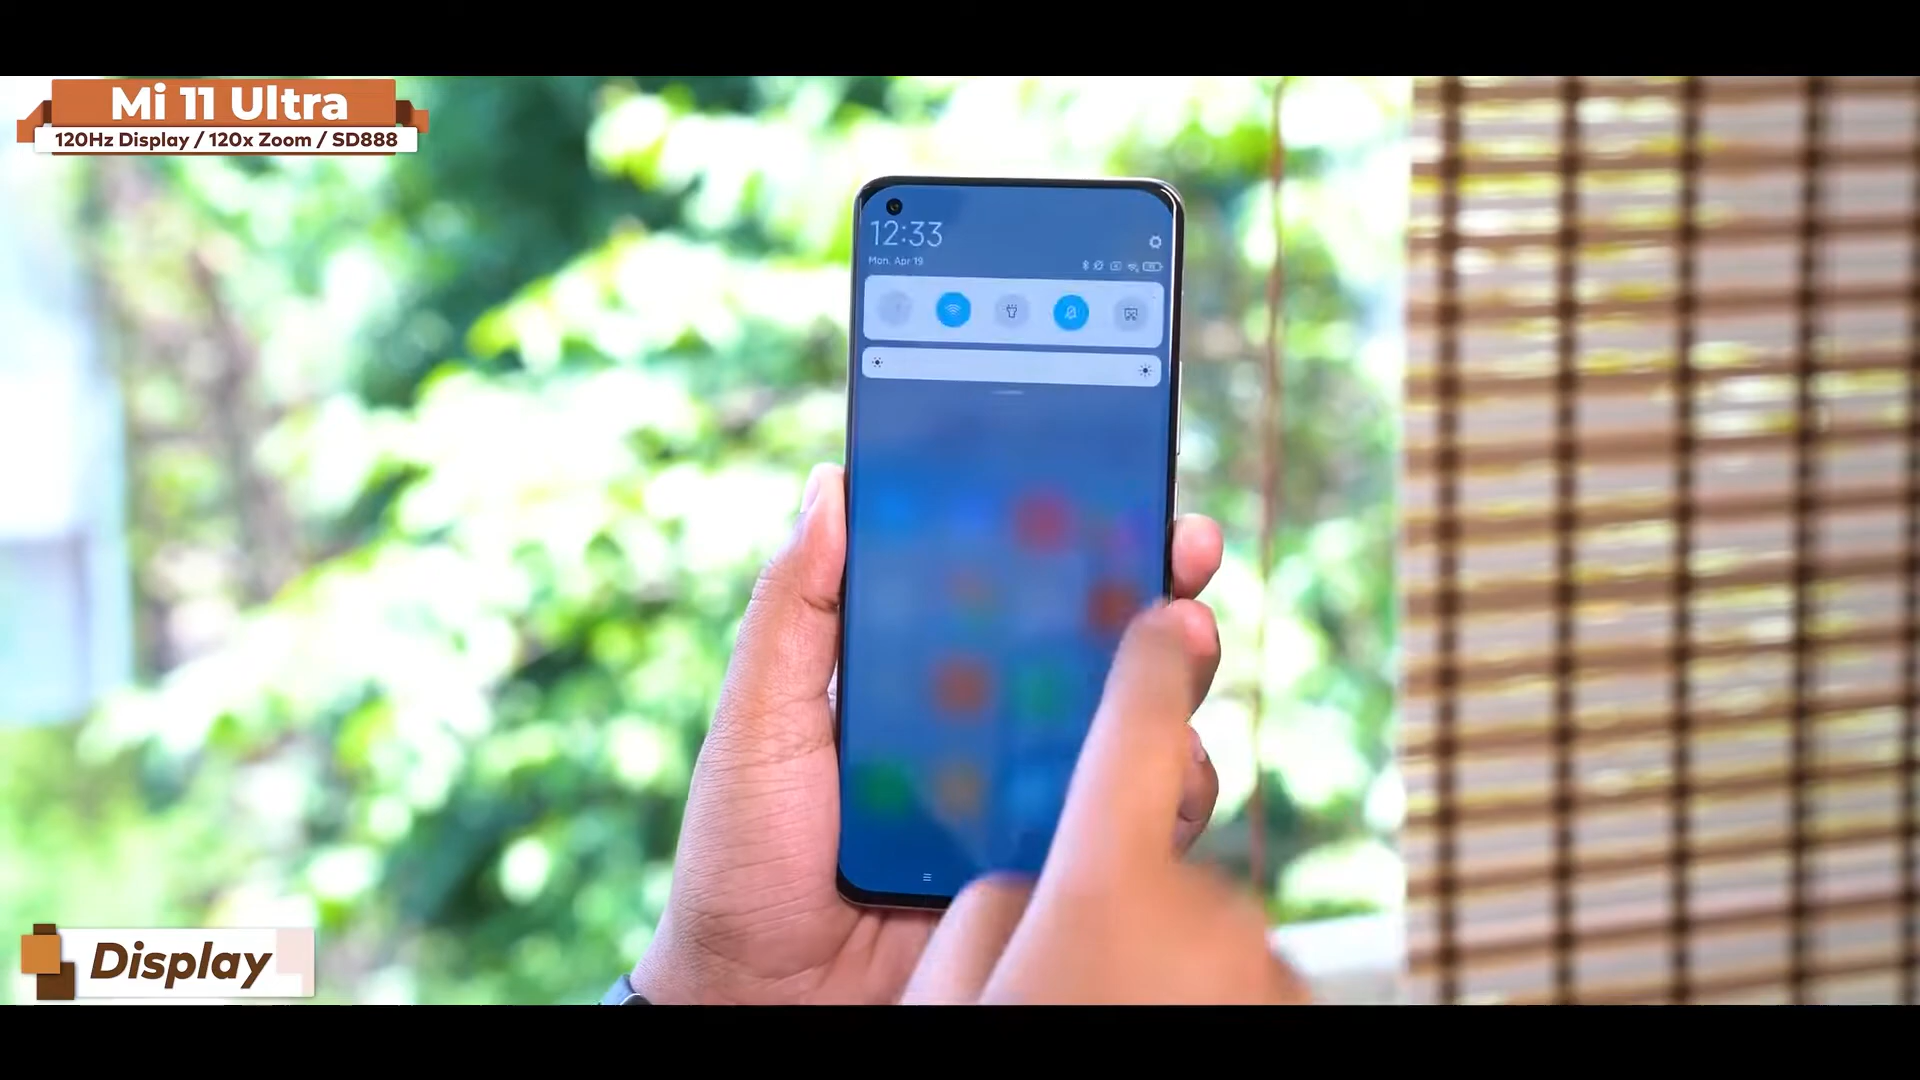 Mi 11 Ultra
120Hz Display / 120x Zoom / SD888
12:33
Mon, Apr 19
Display